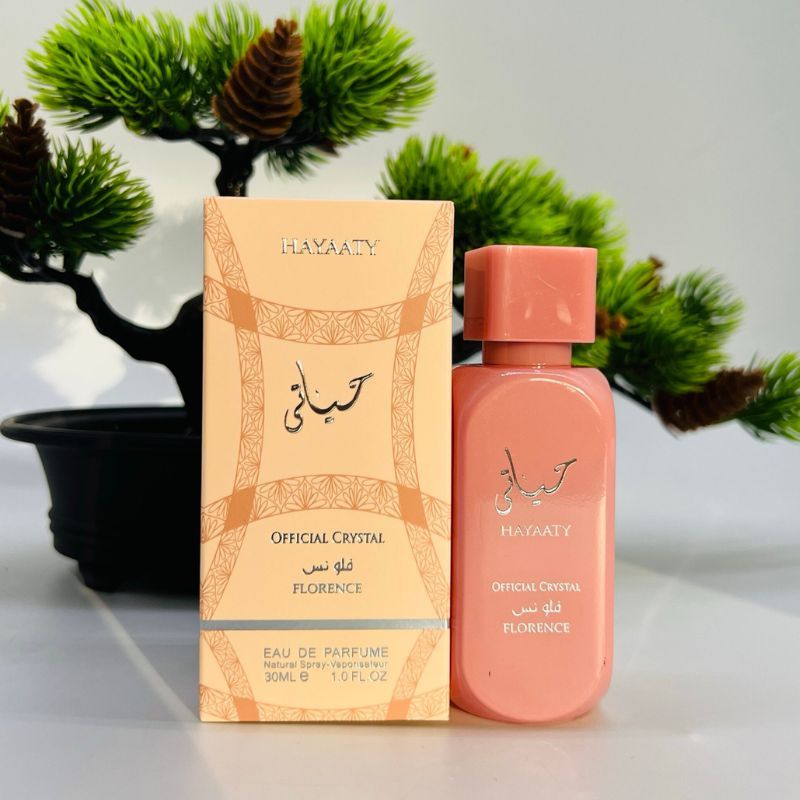 HAYAATY
حياتي
OFFICIAL CRYSTAL
فلو نس
FLORENCE
EAU DE PARFUME
Natural Spray-Vaporisateur
30ML e 1.0 FL.OZ
حياتي
HAYAATY
OFFICIAL CRYSTAL
فلو نس
FLORENCE